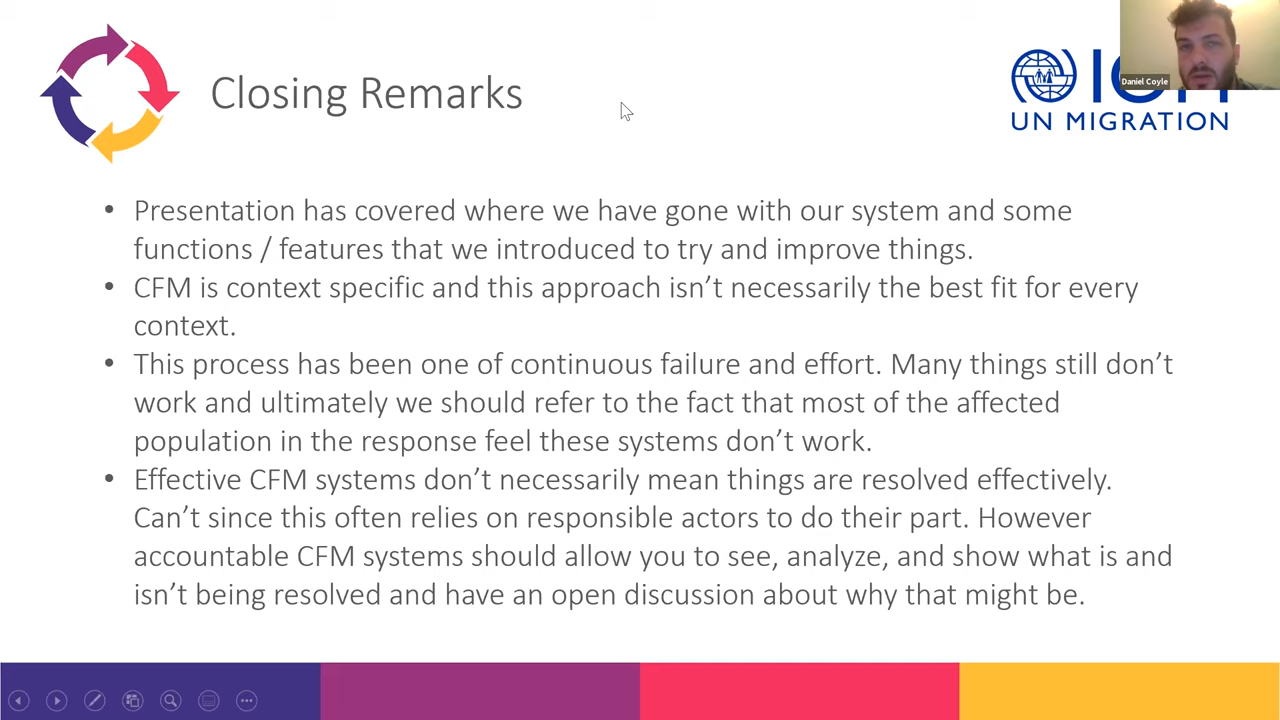 Closing Remarks
Daniel Coyle
UN MIGRATION
• Presentation has covered where we have gone with our system and some
functions / features that we introduced to try and improve things.
• CFM is context specific and this approach isn’t necessarily the best fit for every
context.
• This process has been one of continuous failure and effort. Many things still don’t
work and ultimately we should refer to the fact that most of the affected
population in the response feel these systems don’t work.
• Effective CFM systems don’t necessarily mean things are resolved effectively.
Can’t since this often relies on responsible actors to do their part. However
accountable CFM systems should allow you to see, analyze, and show what is and
isn’t being resolved and have an open discussion about why that might be.